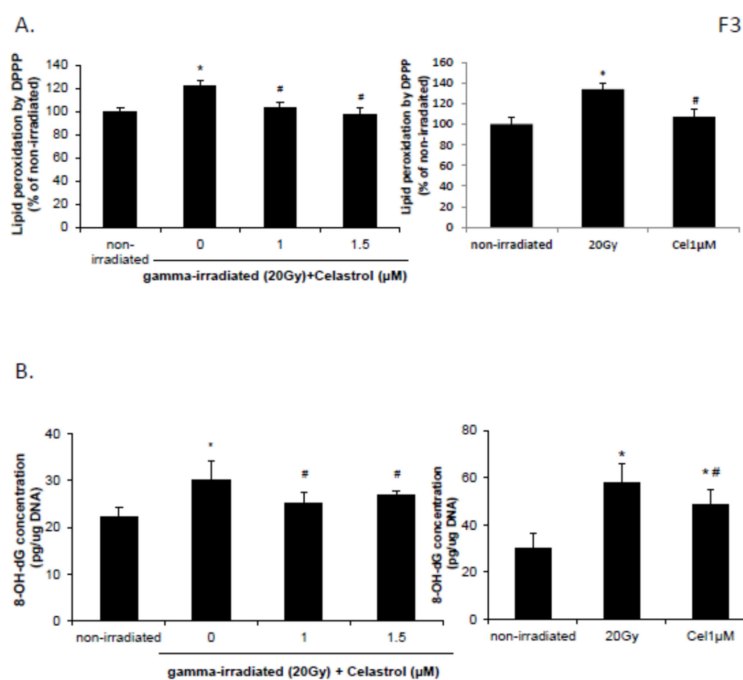 A.
F3
Lipid peroxidation by DPPP
(% of non-irradiated)
140
120
100
80
60
40
20
0
*
#
#
non-
irradiated
0
1
1.5
gamma-irradiated (20Gy)+Celastrol (μM)
Lipid peroxidation by DPPP
(% of non-irradaited)
160
140
120
100
80
60
40
20
0
*
#
non-irradiated
20Gy
Cel1μM
B.
8-OH-dG concentration
(pg/ug DNA)
40
30
20
10
0
*
#
#
non-irradiated
0
1
1.5
gamma-irradiated (20Gy) + Celastrol (μM)
8-OH-dG concentration
(pg/ug DNA)
80
60
40
20
0
*
* #
non-irradiated
20Gy
Cel1μM